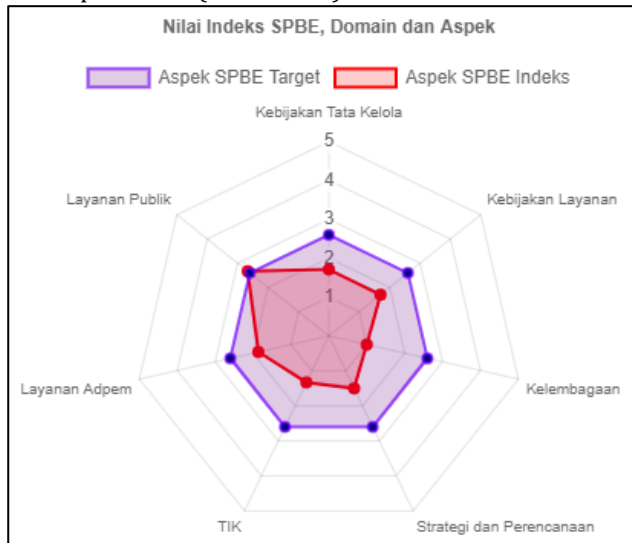 Nilai Indeks SPBE, Domain dan Aspek
Aspek SPBE Target Aspek SPBE Indeks
Kebijakan Tata Kelola
5
4
3
2
1
Layanan Publik
Kebijakan Layanan
Layanan Adpem
Kelembagaan
TIK
Strategi dan Perencanaan